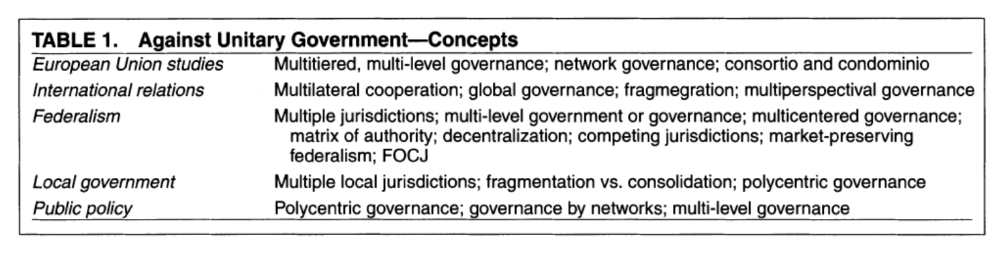 TABLE 1. Against Unitary Government—Concepts
European Union studies Multitiered, multi-level governance; network governance; consortio and condominio
International relations Multilateral cooperation; global governance; fragmegration; multiperspectival governance
Federalism Multiple jurisdictions; multi-level government or governance; multicentered governance;
matrix of authority; decentralization; competing jurisdictions; market-preserving
federalism; FOCJ
Local government Multiple local jurisdictions; fragmentation vs. consolidation; polycentric governance
Public policy Polycentric governance; governance by networks; multi-level governance